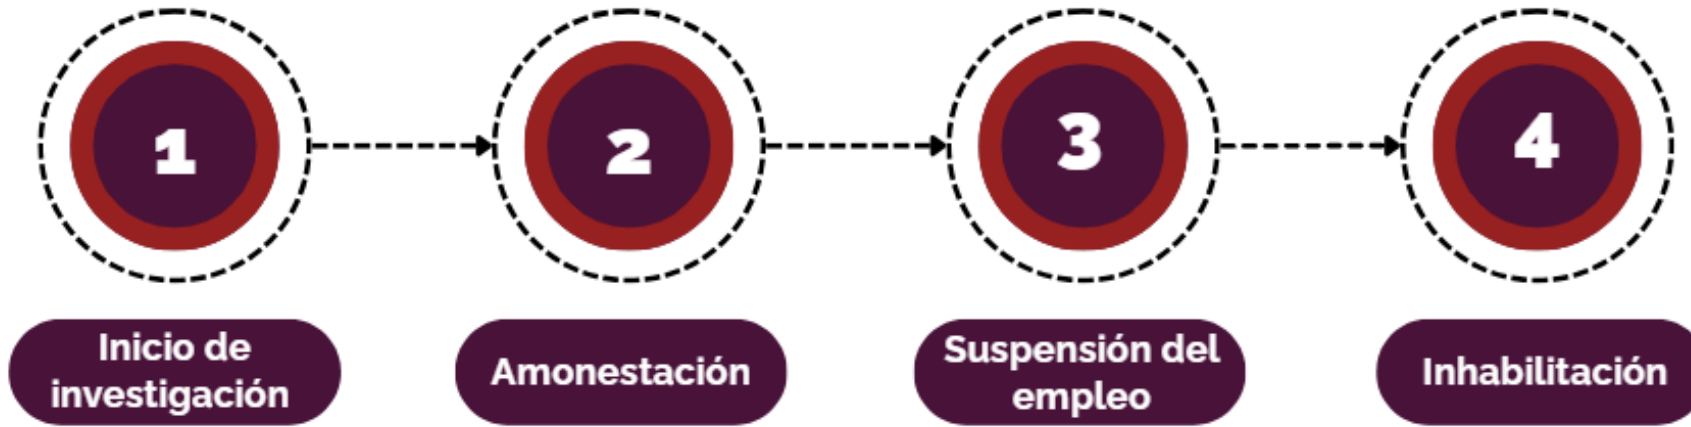 1
2
3
4
Inicio de
investigación
Amonestación
Suspensión del
empleo
Inhabilitación